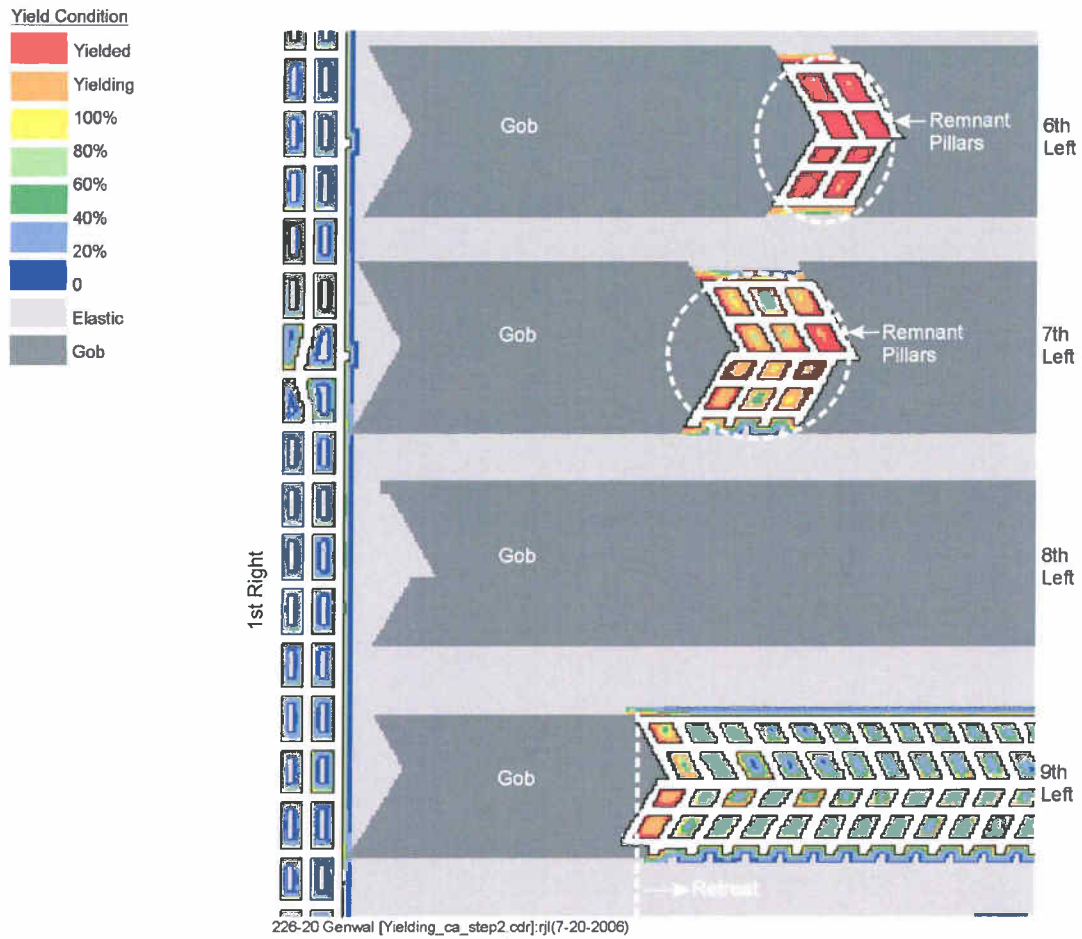 Yield Condition
Yielded
Yielding
100%
80%
60%
40%
20%
0
Elastic
Gob
Gob
Remnant
Pillars
6th
Left
Gob
Remnant
Pillars
7th
Left
Gob
8th
Left
1st Right
Gob
9th
Left
Retreat
226-20 Genwal [Yielding_ca_step2.cdr]:rjl(7-20-2006)